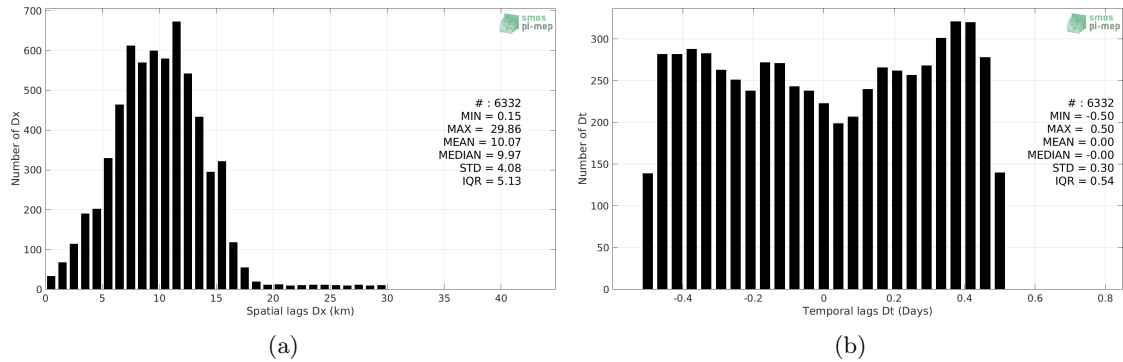 700
600
500
400
300
200
100
0
Number of Dx
0 5 10 15 20 25 30 35 40
Spatial lags Dx (km)
smos
pi-mep
# : 6332
MIN = 0.15
MAX = 29.86
MEAN = 10.07
MEDIAN = 9.97
STD = 4.08
IQR = 5.13
(a)
300
250
200
150
100
50
0
Number of Dt
-0.4 -0.2 0 0.2 0.4 0.6 0.8
Temporal lags Dt (Days)
smos
pi-mep
# : 6332
MIN = -0.50
MAX = 0.50
MEAN = 0.00
MEDIAN = -0.00
STD = 0.30
IQR = 0.54
(b)